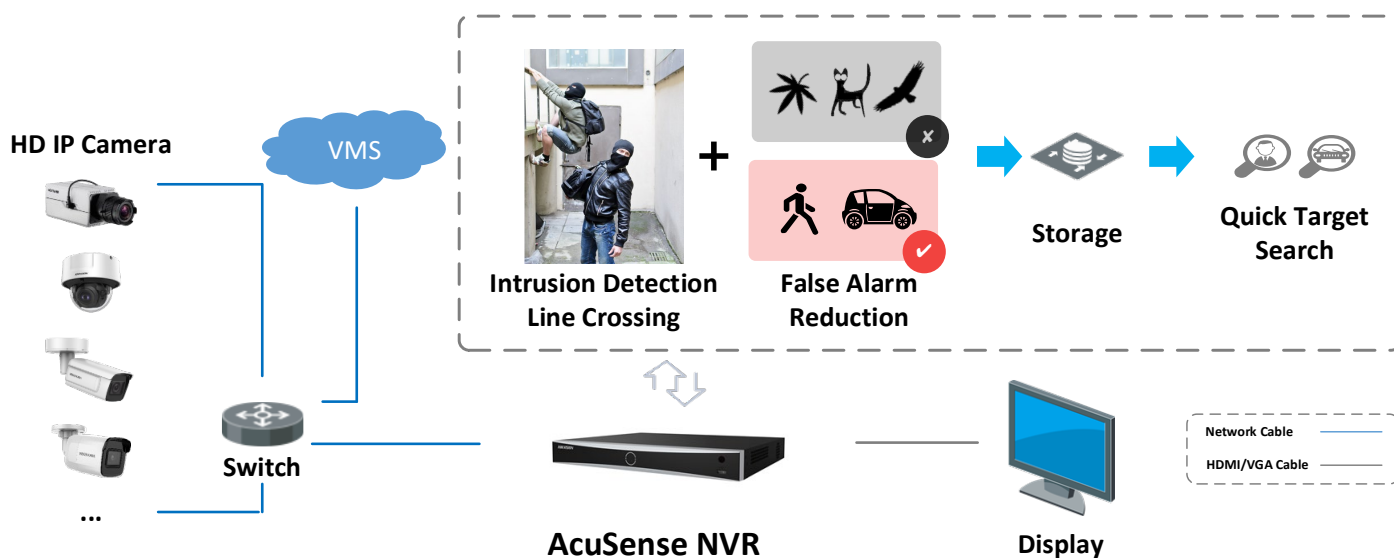 HD IP Camera
VMS
Intrusion Detection
Line Crossing
+
False Alarm
Reduction
Storage
Quick Target
Search
Switch
...
HIKVISION
AcuSense NVR
Display
Network Cable
HDMI/VGA Cable